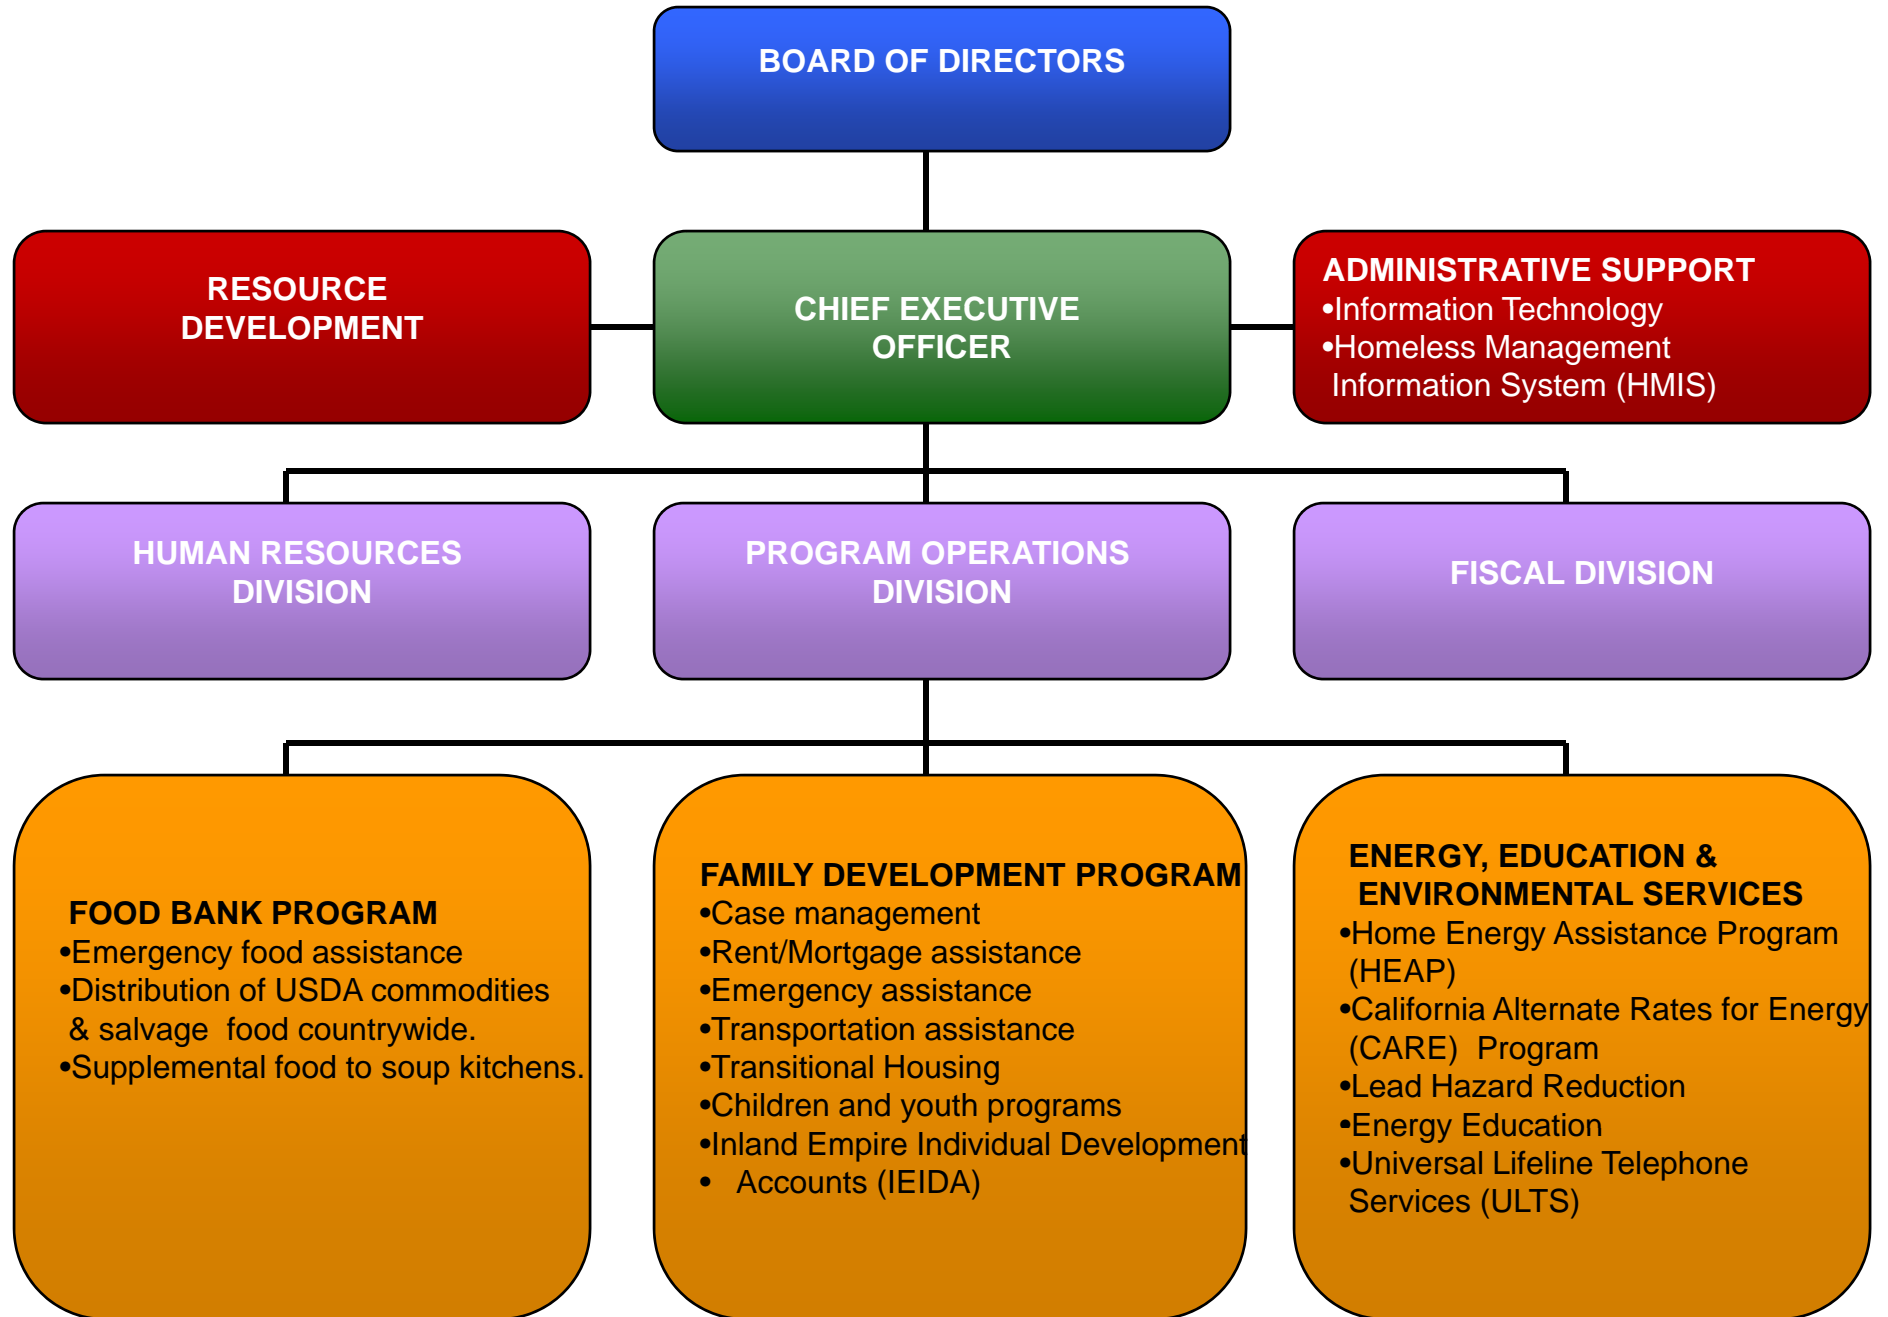 BOARD OF DIRECTORS
RESOURCE
DEVELOPMENT
CHIEF EXECUTIVE
OFFICER
ADMINISTRATIVE SUPPORT
•Information Technology
•Homeless Management
Information System (HMIS)
HUMAN RESOURCES
DIVISION
PROGRAM OPERATIONS
DIVISION
FISCAL DIVISION
FOOD BANK PROGRAM
•Emergency food assistance
•Distribution of USDA commodities
& salvage  food countrywide.
•Supplemental food to soup kitchens.
FAMILY DEVELOPMENT PROGRAM
•Case management
•Rent/Mortgage assistance
•Emergency assistance
•Transportation assistance
•Transitional Housing
•Children and youth programs
•Inland Empire Individual Development
•  Accounts (IEIDA)
ENERGY, EDUCATION &
ENVIRONMENTAL SERVICES
•Home Energy Assistance Program
(HEAP)
•California Alternate Rates for Energy
(CARE)  Program
•Lead Hazard Reduction
•Energy Education
•Universal Lifeline Telephone
Services (ULTS)